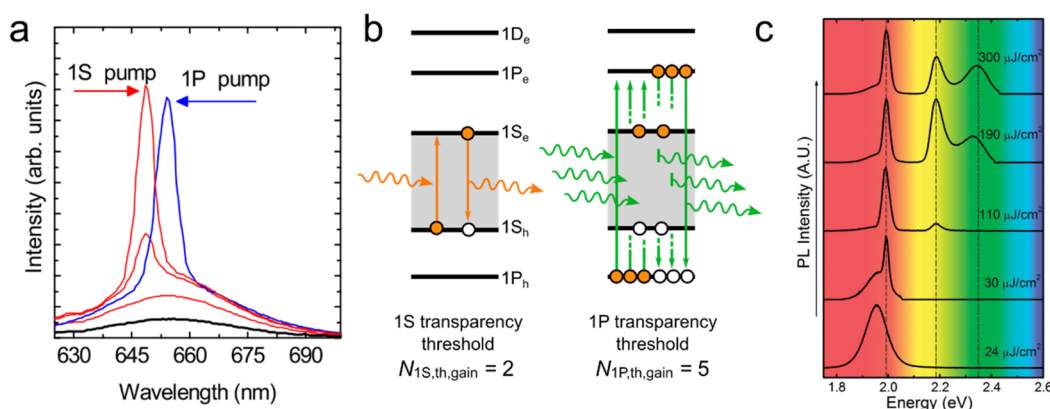 a
1S pump
1P pump
Intensity (arb. units)
630 645 660 675 690
Wavelength (nm)
b
1Dₑ
1Pₑ
1Sₑ
1Sₕ
1Pₕ
1S transparency
threshold
N1S,th,gain = 2
1P transparency
threshold
N1P,th,gain = 5
c
PL Intensity (A.U.)
300 μJ/cm²
190 μJ/cm²
110 μJ/cm²
30 μJ/cm²
24 μJ/cm²
1.8 2.0 2.2 2.4 2.6
Energy (eV)